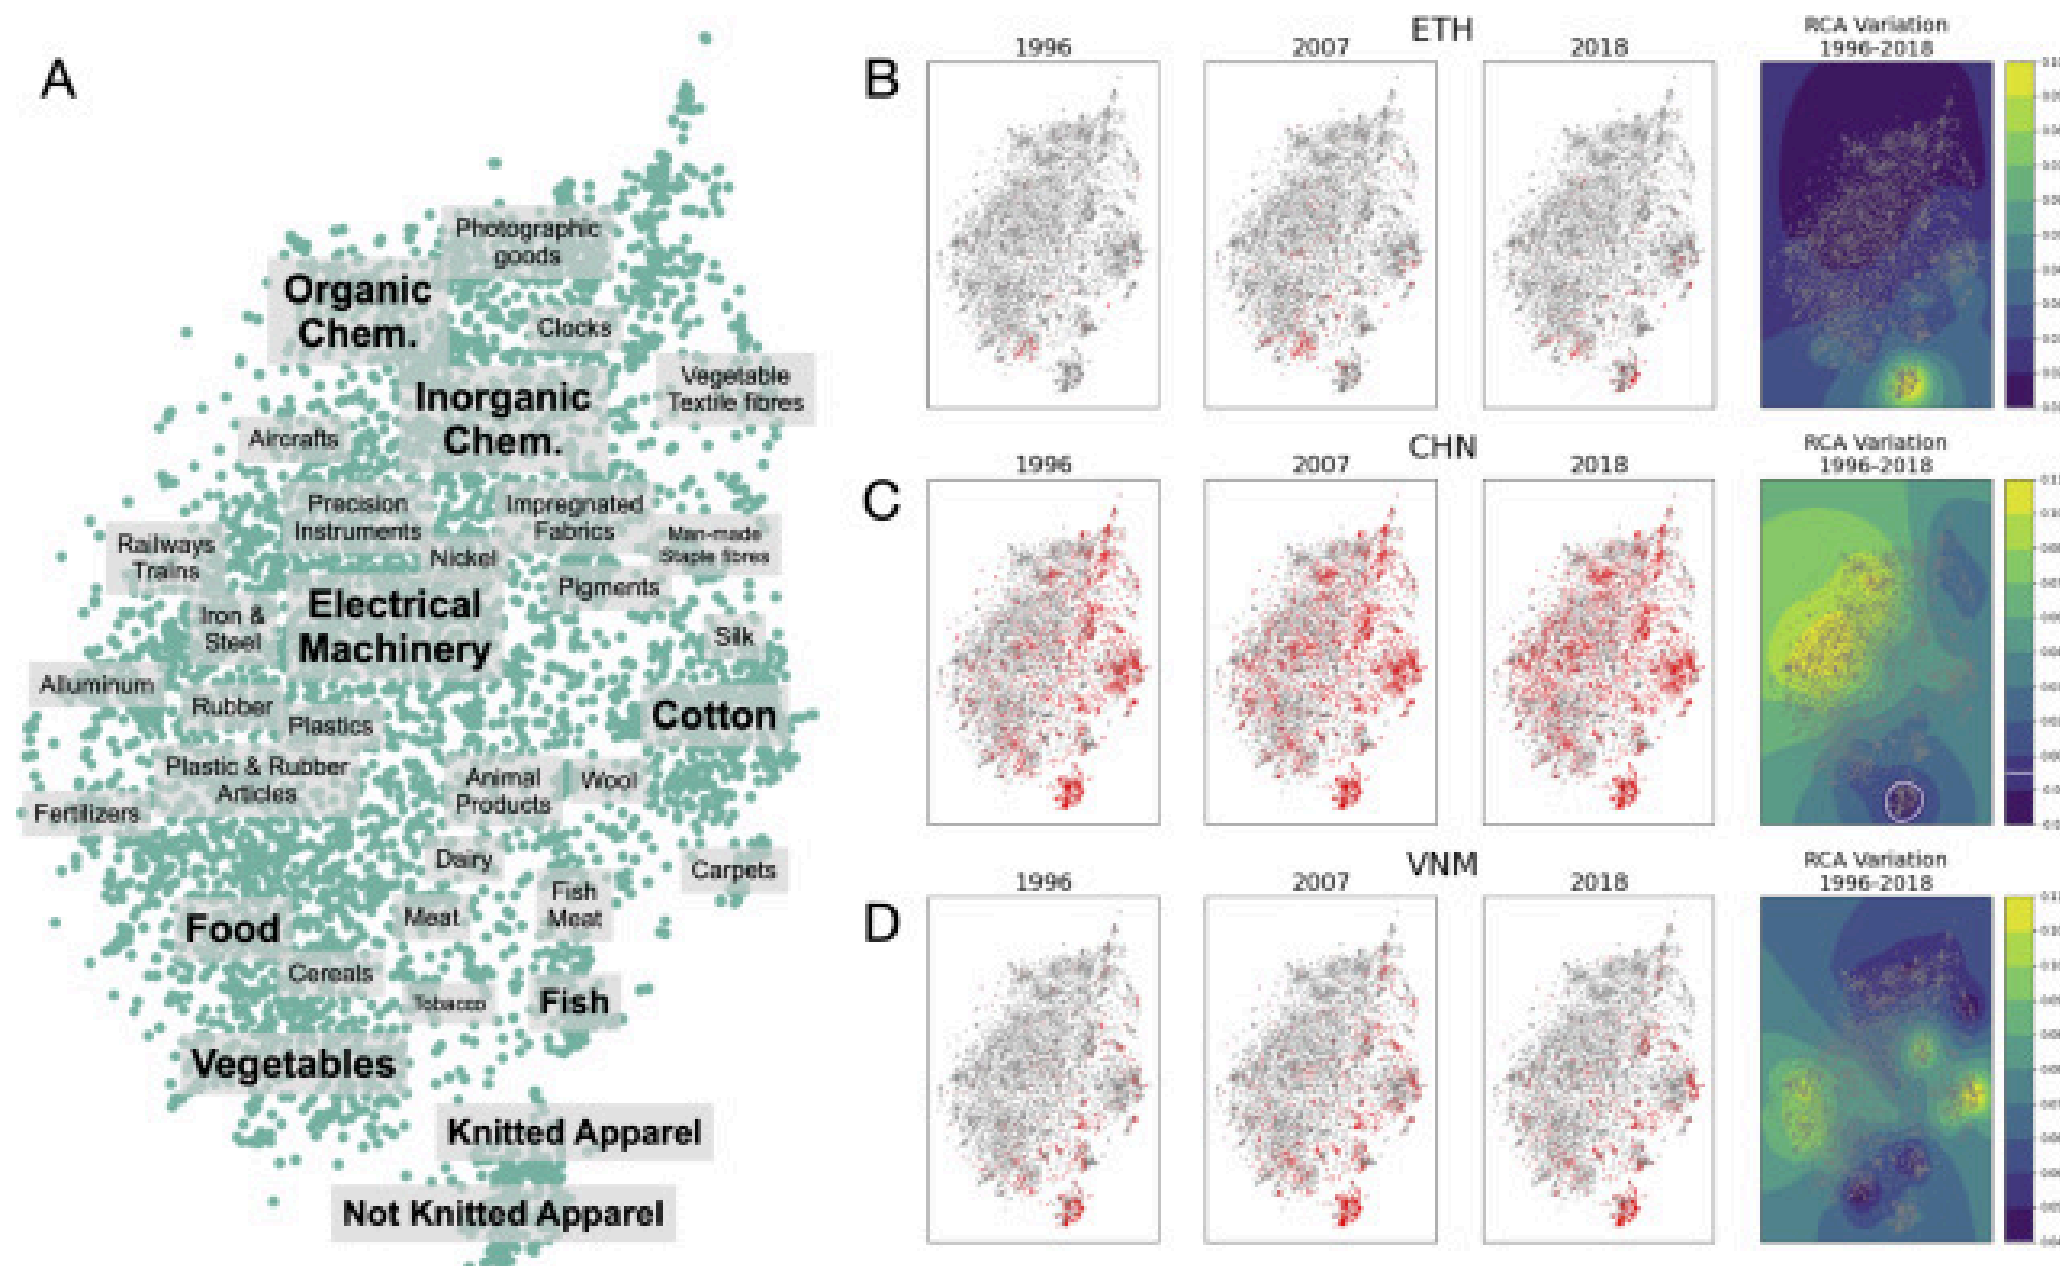 A
Photographic
goods
Organic
Chem.
Clocks
Vegetable
Textile fibres
Inorganic
Chem.
Aircrafts
Precision
Instruments
Impregnated
Fabrics
Railways
Trains
Nickel
Man-made
Staple fibres
Pigments
Electrical
Machinery
Iron &
Steel
Silk
Alluminum
Rubber
Plastics
Cotton
Plastic & Rubber
Articles
Animal
Products
Wool
Fertilizers
Dairy
Carpets
Fish
Meat
Meat
Food
Cereals
Tobacco
Fish
Vegetables
Knitted Apparel
Not Knitted Apparel
B
ETH
1996
2007
2018
RCA Variation
1996-2018
C
CHN
1996
2007
2018
RCA Variation
1996-2018
D
VNM
1996
2007
2018
RCA Variation
1996-2018